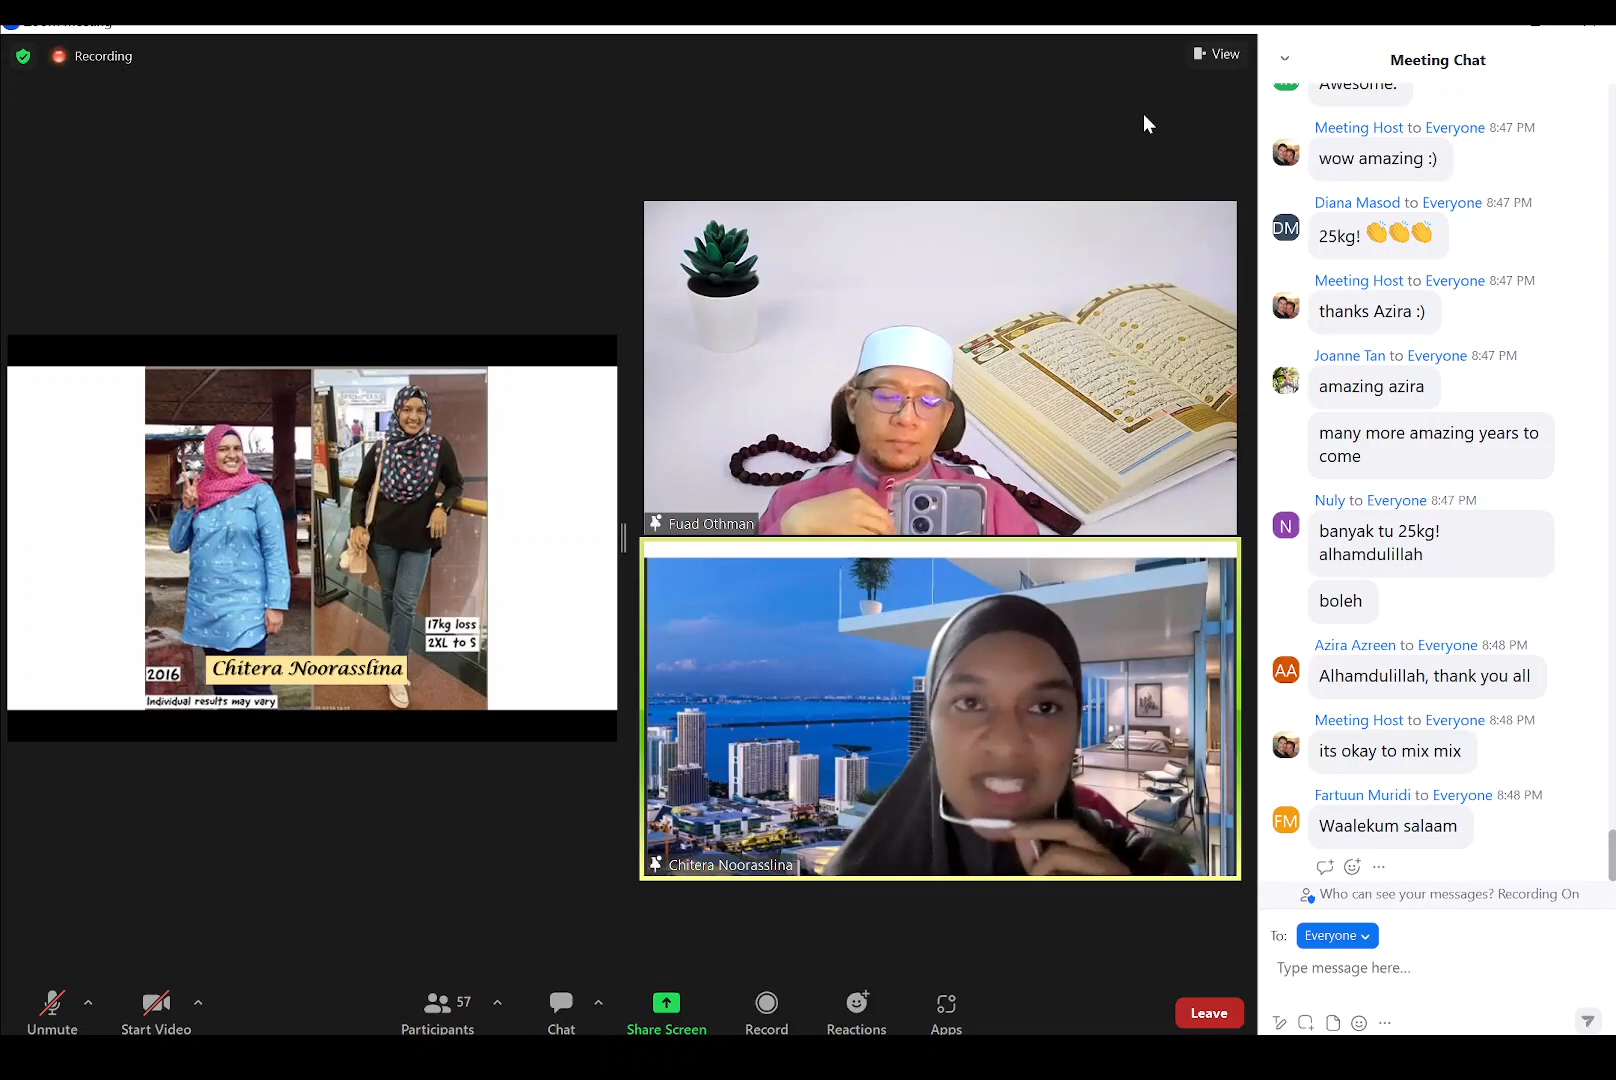 Recording
View
2016
Chitera Noorasslina
17kg loss
2XL to S
Individual results may vary
Fuad Othman
Chitera Noorasslina
Meeting Chat
Awesome.
Meeting Host to Everyone 8:47 PM
wow amazing :)
Diana Masod to Everyone 8:47 PM
DM
25kg! 👏👏👏
Meeting Host to Everyone 8:47 PM
thanks Azira :)
Joanne Tan to Everyone 8:47 PM
amazing azira
many more amazing years to
come
Nuly to Everyone 8:47 PM
N
banyak tu 25kg!
alhamdulillah
boleh
Azira Azreen to Everyone 8:48 PM
AA
Alhamdulillah, thank you all
Meeting Host to Everyone 8:48 PM
its okay to mix mix
Fartuun Muridi to Everyone 8:48 PM
FM
Waalekum salaam
Who can see your messages? Recording On
To: Everyone
Type message here...
Unmute
Start Video
57
Participants
Chat
Share Screen
Record
Reactions
Apps
Leave